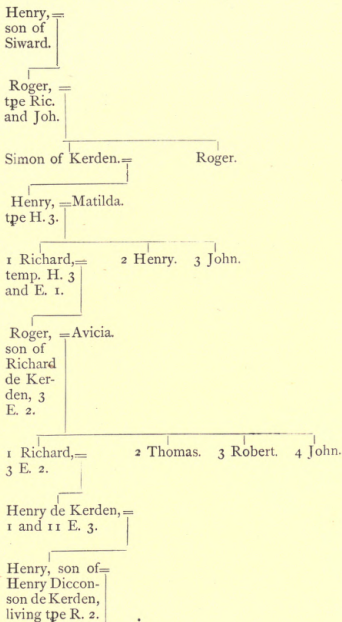 Henry, =
son of
Siward.
Roger, =
tpe Ric.
and Joh.
Simon of Kerden. = Roger.
Henry, = Matilda.
tpe H. 3.
1 Richard, = 2 Henry. 3 John.
temp. H. 3
and E. 1.
Roger, = Avicia.
son of
Richard
de Ker-
den, 3
E. 2.
1 Richard, = 2 Thomas. 3 Robert. 4 John.
3 E. 2.
Henry de Kerden, =
1 and 11 E. 3.
Henry, son of =
Henry Diccon-
son de Kerden,
living tpe R. 2.